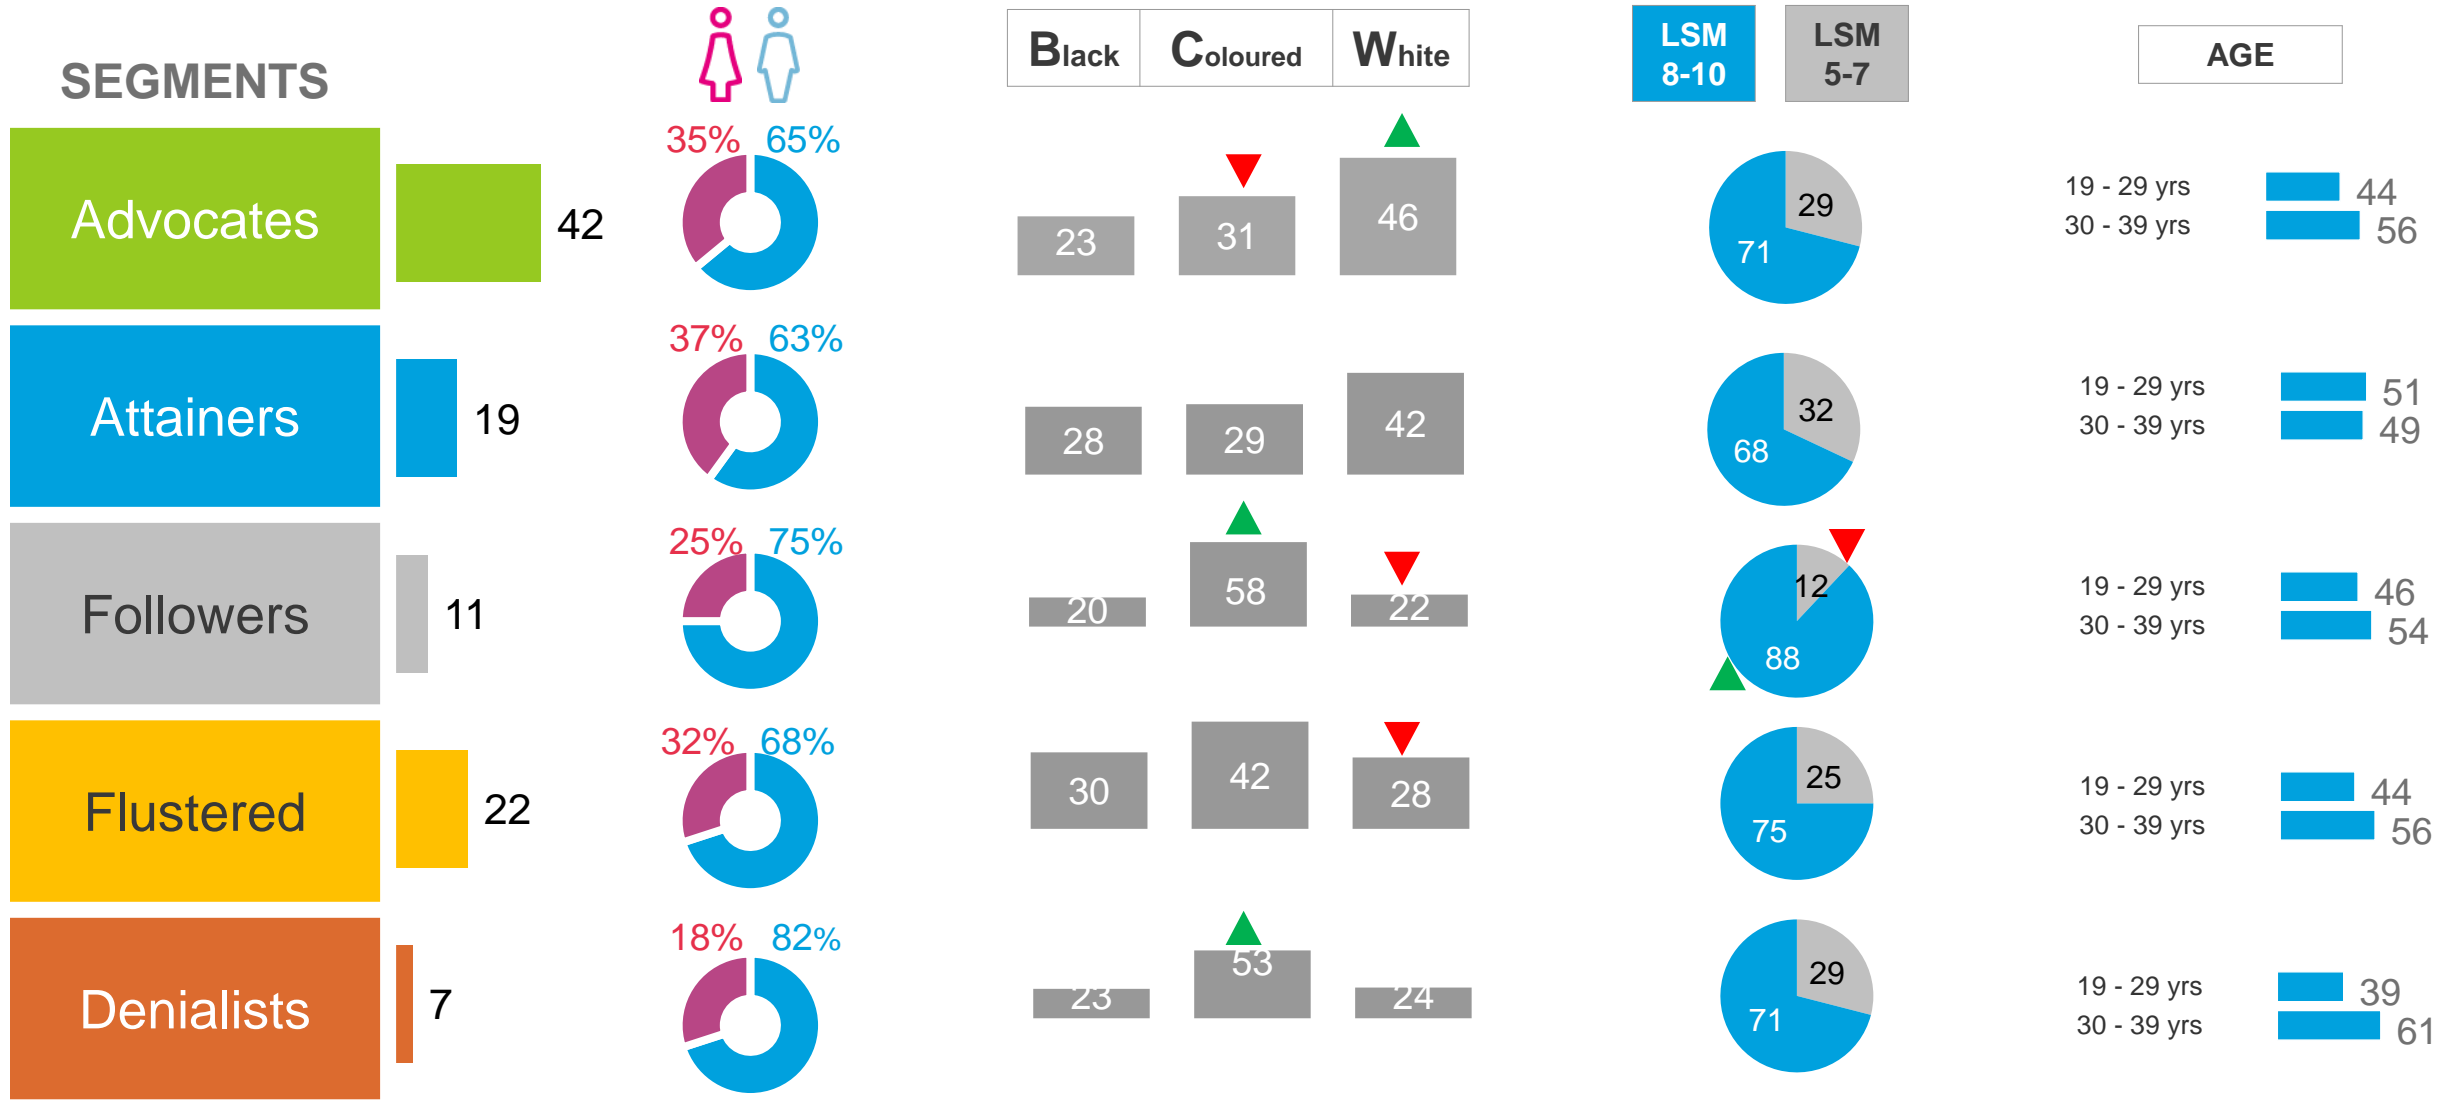 SEGMENTS
Black Coloured White
LSM 8-10
LSM 5-7
AGE
Advocates 42
35% 65%
23 31 46
29
71
19 - 29 yrs 44
30 - 39 yrs 56
Attainers 19
37% 63%
28 29 42
32
68
19 - 29 yrs 51
30 - 39 yrs 49
Followers 11
25% 75%
20 58 22
12
88
19 - 29 yrs 46
30 - 39 yrs 54
Flustered 22
32% 68%
30 42 28
25
75
19 - 29 yrs 44
30 - 39 yrs 56
Denialists 7
18% 82%
23 53 24
29
71
19 - 29 yrs 39
30 - 39 yrs 61